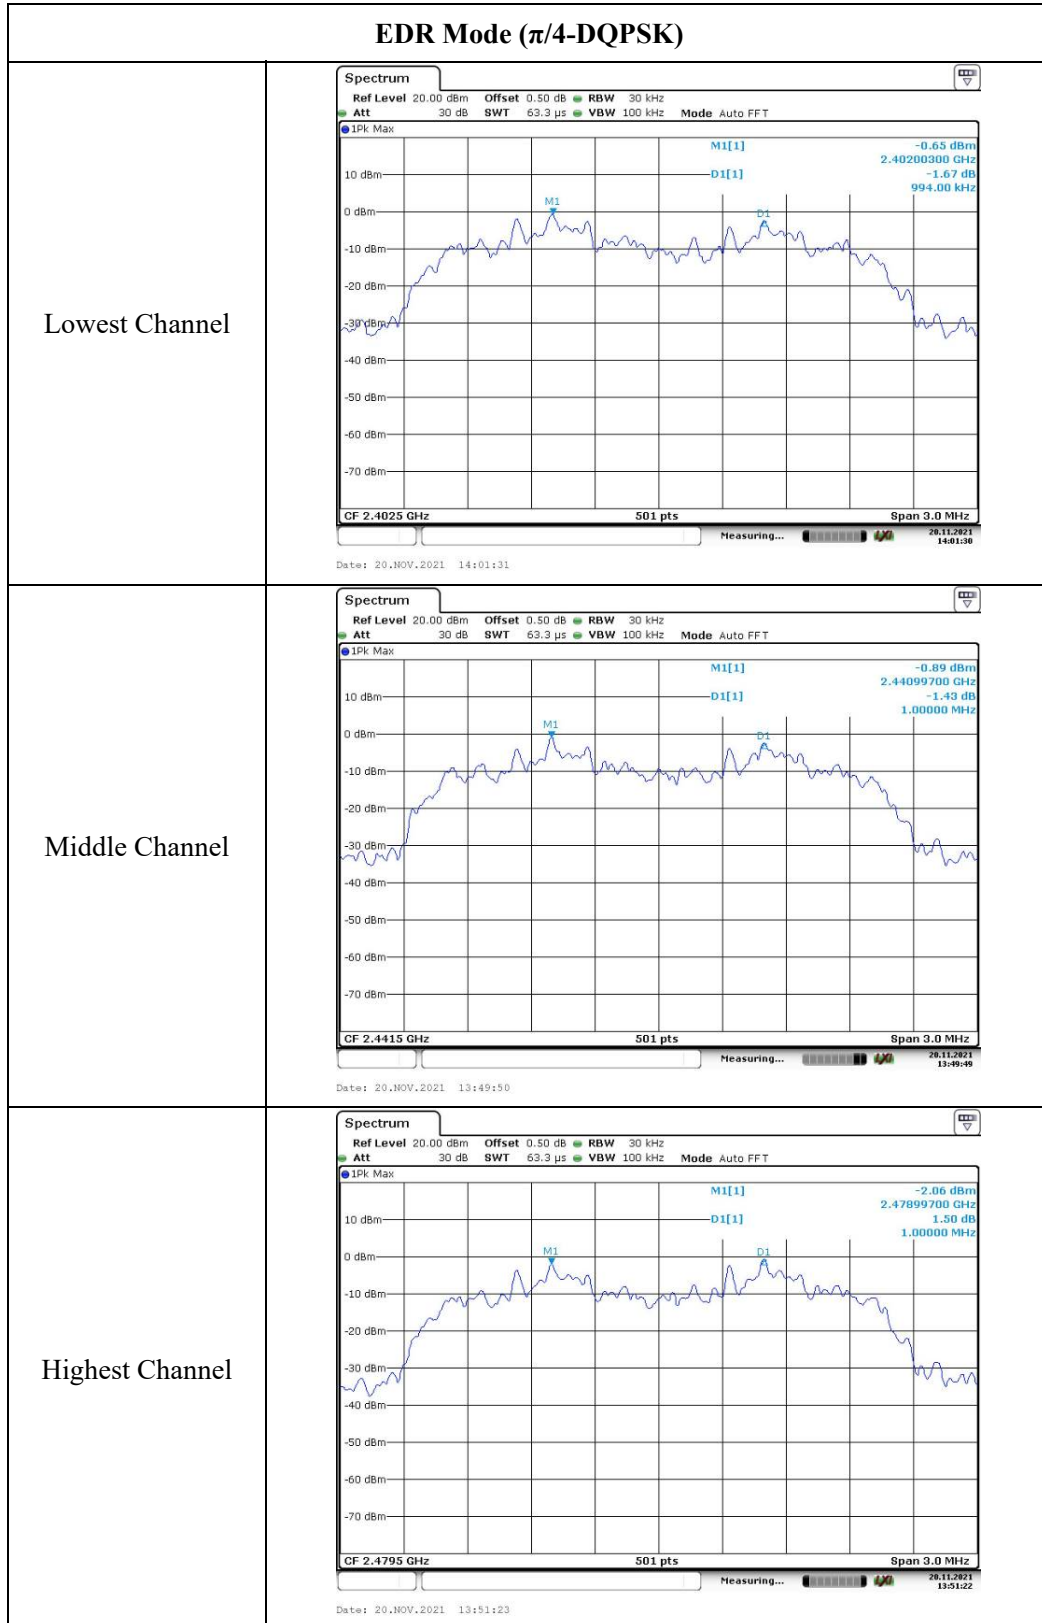 EDR Mode (π/4-DQPSK)
Lowest Channel
Spectrum
Ref Level 20.00 dBm Offset 0.50 dB RBW 30 kHz
Att 30 dB SWT 63.3 µs VBW 100 kHz Mode Auto FFT
1Pk Max
M1[1] -0.65 dBm
2.40200300 GHz
D1[1] -1.67 dB
994.00 kHz
10 dBm
M1
D1
0 dBm
-10 dBm
-20 dBm
-30 dBm
-40 dBm
-50 dBm
-60 dBm
-70 dBm
CF 2.4025 GHz 501 pts Span 3.0 MHz
Measuring... LXI 20.11.2021
14:01:30
Date: 20.NOV.2021 14:01:31
Middle Channel
Spectrum
Ref Level 20.00 dBm Offset 0.50 dB RBW 30 kHz
Att 30 dB SWT 63.3 µs VBW 100 kHz Mode Auto FFT
1Pk Max
M1[1] -0.89 dBm
2.44099700 GHz
D1[1] -1.43 dB
1.00000 MHz
10 dBm
M1
D1
0 dBm
-10 dBm
-20 dBm
-30 dBm
-40 dBm
-50 dBm
-60 dBm
-70 dBm
CF 2.4415 GHz 501 pts Span 3.0 MHz
Measuring... LXI 20.11.2021
13:49:49
Date: 20.NOV.2021 13:49:50
Highest Channel
Spectrum
Ref Level 20.00 dBm Offset 0.50 dB RBW 30 kHz
Att 30 dB SWT 63.3 µs VBW 100 kHz Mode Auto FFT
1Pk Max
M1[1] -2.06 dBm
2.47899700 GHz
D1[1] 1.50 dB
1.00000 MHz
10 dBm
M1
D1
0 dBm
-10 dBm
-20 dBm
-30 dBm
-40 dBm
-50 dBm
-60 dBm
-70 dBm
CF 2.4795 GHz 501 pts Span 3.0 MHz
Measuring... LXI 20.11.2021
13:51:22
Date: 20.NOV.2021 13:51:23